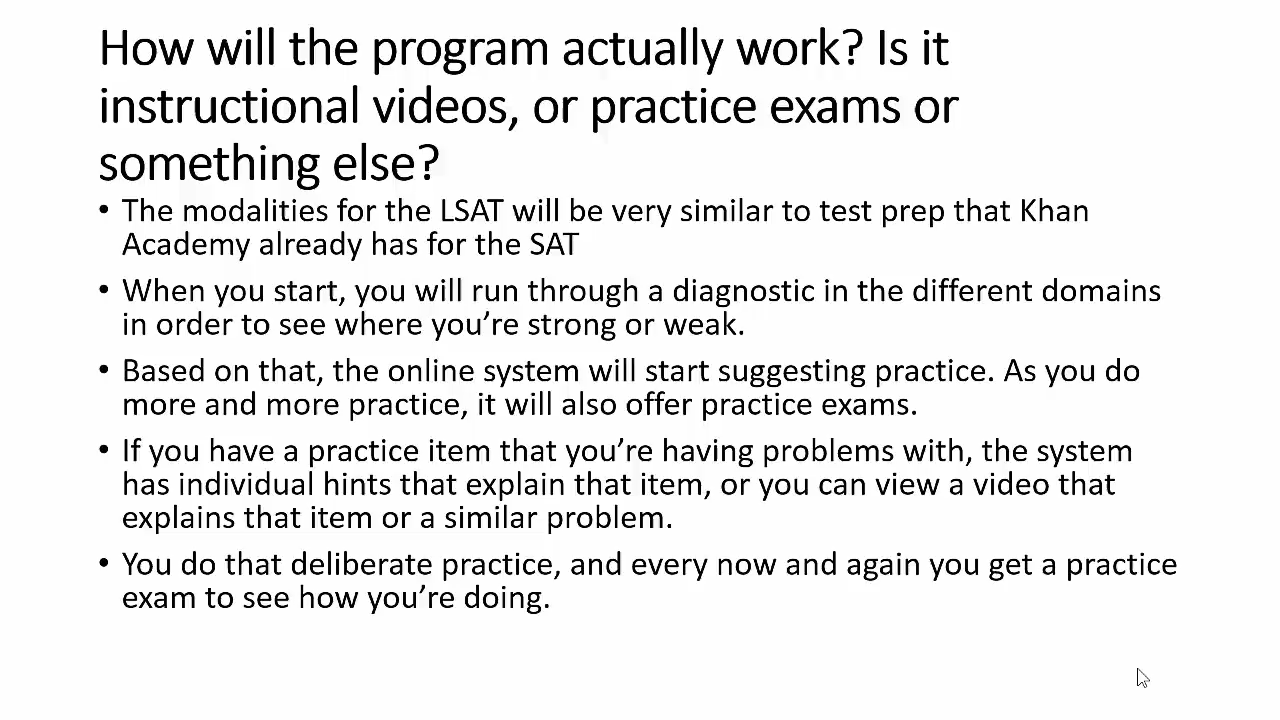 How will the program actually work? Is it
instructional videos, or practice exams or
something else?
• The modalities for the LSAT will be very similar to test prep that Khan
Academy already has for the SAT
• When you start, you will run through a diagnostic in the different domains
in order to see where you’re strong or weak.
• Based on that, the online system will start suggesting practice. As you do
more and more practice, it will also offer practice exams.
• If you have a practice item that you’re having problems with, the system
has individual hints that explain that item, or you can view a video that
explains that item or a similar problem.
• You do that deliberate practice, and every now and again you get a practice
exam to see how you’re doing.